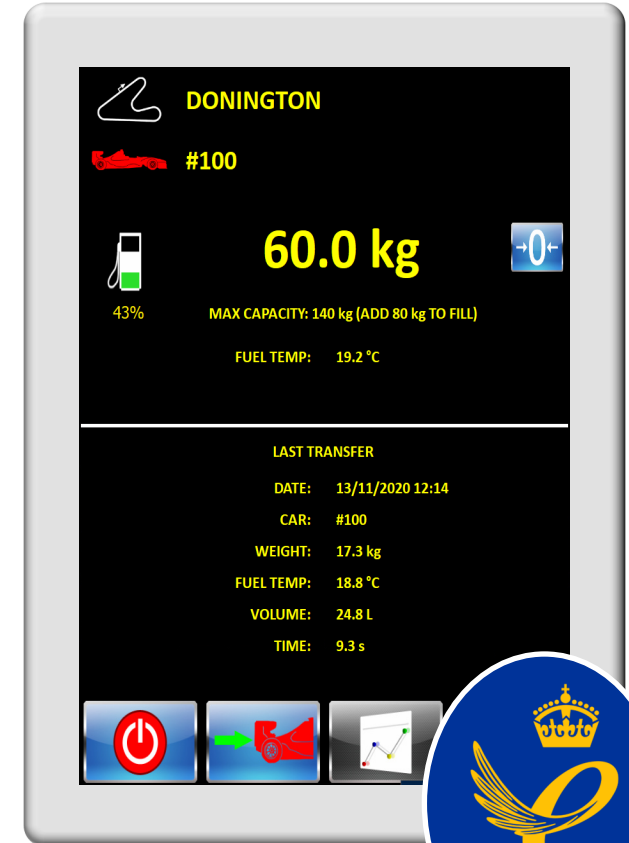 DONINGTON
#100
60.0 kg
→0←
43%
MAX CAPACITY: 140 kg (ADD 80 kg TO FILL)
FUEL TEMP: 19.2 °C
LAST TRANSFER
DATE: 13/11/2020 12:14
CAR: #100
WEIGHT: 17.3 kg
FUEL TEMP: 18.8 °C
VOLUME: 24.8 L
TIME: 9.3 s